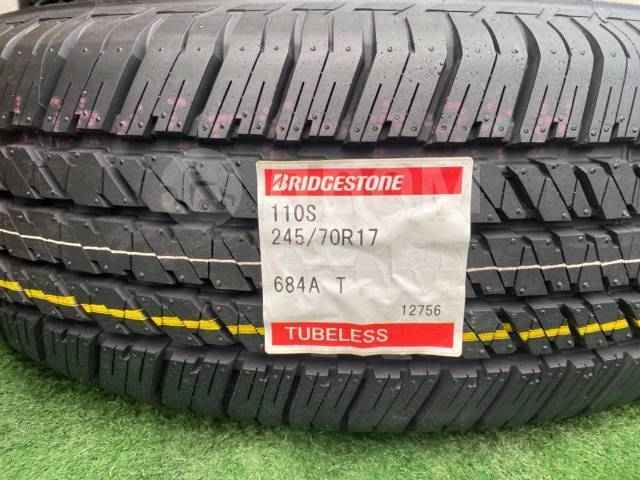 BRIDGESTONE
110S
245/70R17
684A T
12756
TUBELESS